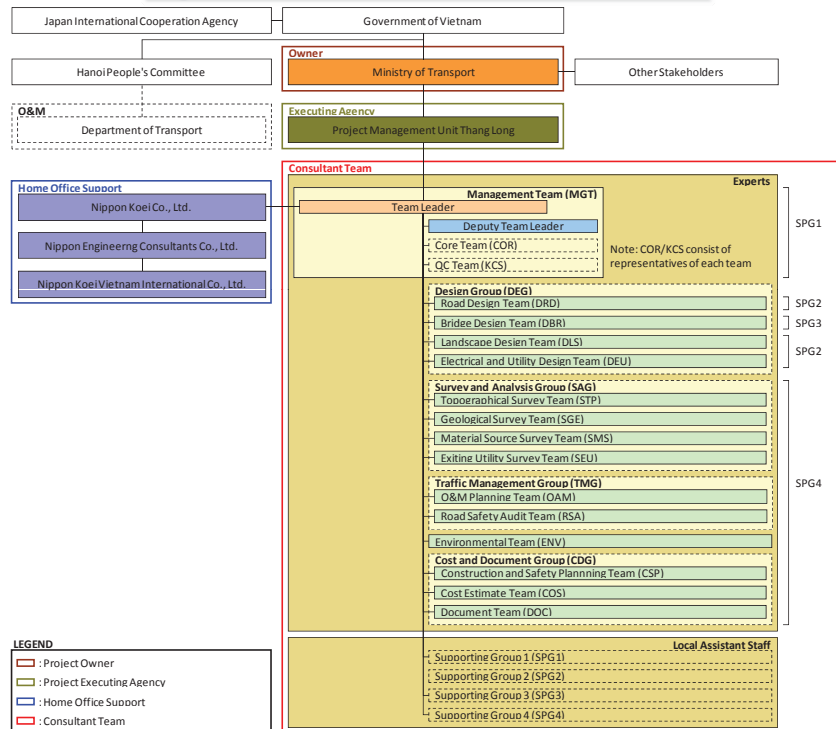 Japan International Cooperation Agency
Government of Vietnam
Owner
Hanoi People's Committee
Ministry of Transport
Other Stakeholders
O&M
Department of Transport
Executing Agency
Project Management Unit Thang Long
Consultant Team
Experts
Home Office Support
Nippon Koei Co., Ltd.
Nippon Engineerng Consultants Co., Ltd.
Nippon Koei Vietnam International Co., Ltd.
Management Team (MGT)
Team Leader
Deputy Team Leader
Core Team (COR)
QC Team (KCS)
Note: COR/KCS consist of
representatives of each team
SPG1
Design Group (DEG)
Road Design Team (DRD)
SPG2
Bridge Design Team (DBR)
SPG3
Landscape Design Team (DLS)
Electrical and Utility Design Team (DEU)
SPG2
Survey and Analysis Group (SAG)
Topographical Survey Team (STP)
Geological Survey Team (SGE)
Material Source Survey Team (SMS)
Exiting Utility Survey Team (SEU)
Traffic Management Group (TMG)
O&M Planning Team (OAM)
Road Safety Audit Team (RSA)
SPG4
Environmental Team (ENV)
Cost and Document Group (CDG)
Construction and Safety Plannning Team (CSP)
Cost Estimate Team (COS)
Document Team (DOC)
Local Assistant Staff
Supporting Group 1 (SPG1)
Supporting Group 2 (SPG2)
Supporting Group 3 (SPG3)
Supporting Group 4 (SPG4)
LEGEND
: Project Owner
: Project Executing Agency
: Home Office Support
: Consultant Team